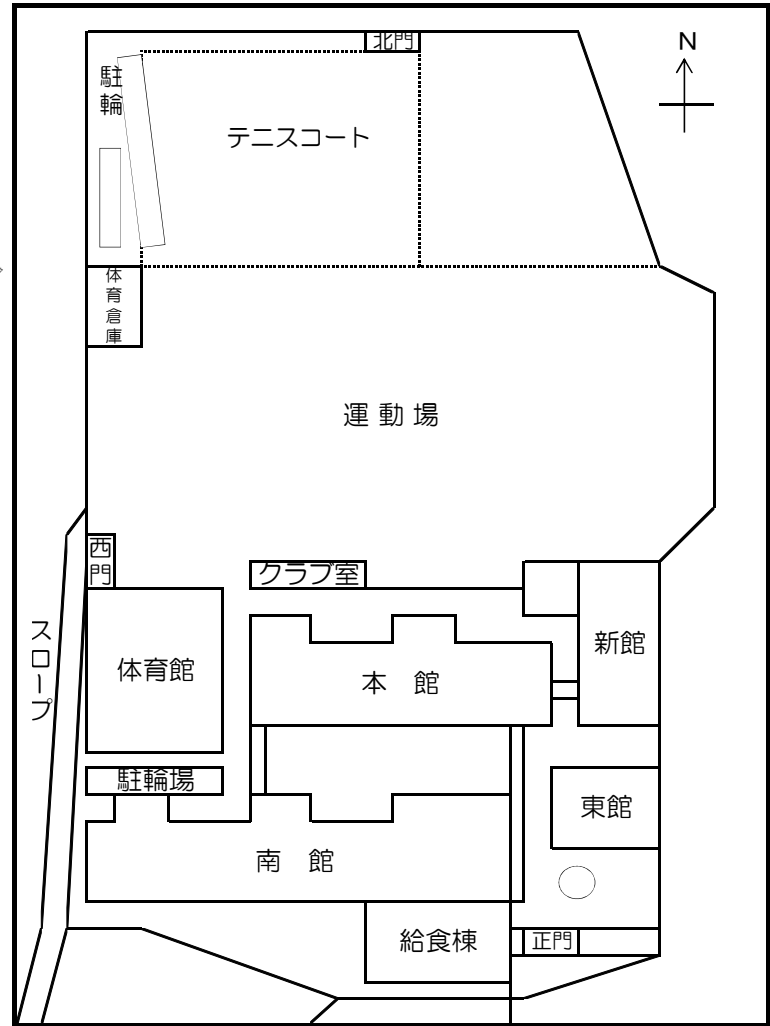 北門
N
駐輪
テニスコート
体育倉庫
運動場
西門
クラブ室
スロープ
新館
体育館
本館
駐輪場
東館
南館
給食棟
正門